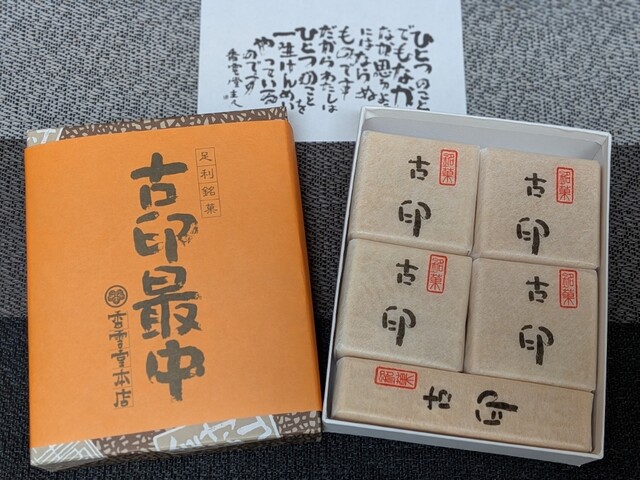 ひとつのこと
でもなかな
なか思うよう
にはならぬ
ものです
だからわたしは
ひとつのことを
一生けんめい
やっている
のです
足利銘菓
古印最中
香雲堂本店
銘菓
古印
銘菓
古印
銘菓
古印
銘菓
古印
銘菓
古印